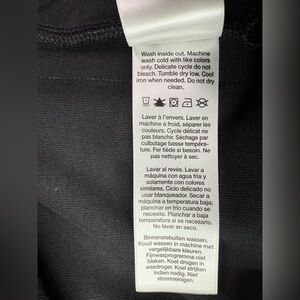 Wash inside out. Machine
wash cold with like colors
only. Delicate cycle do not
bleach. Tumble dry low. Cool
iron when needed. Do not dry
clean.
Laver à l'envers. Laver en
machine à froid, séparer les
couleurs. Cycle délicat ne pas
blanchir. Séchage par
culbutage basse tempéra-
ture. Fer tiède si besoin. Ne
pas nettoyer à sec.
Lavar al revés. Lavar a
máquina con agua fría y
solamente con colores
similares. Ciclo delicado no
usar blanqueador. Secar a
máquina a baja temperatura;
planchar en frio cuando es
necesario. Planchar a baja
temperatura si es necesario.
No lavar en seco.
Binnenstebuiten wassen.
Koud wassen in machine met
vergelijkbare kleuren.
Fijnwasprogramma niet
bleken. Koel drogen in
wasdroger. Koel strijken
indien nodig. Niet
stoomreinigen.